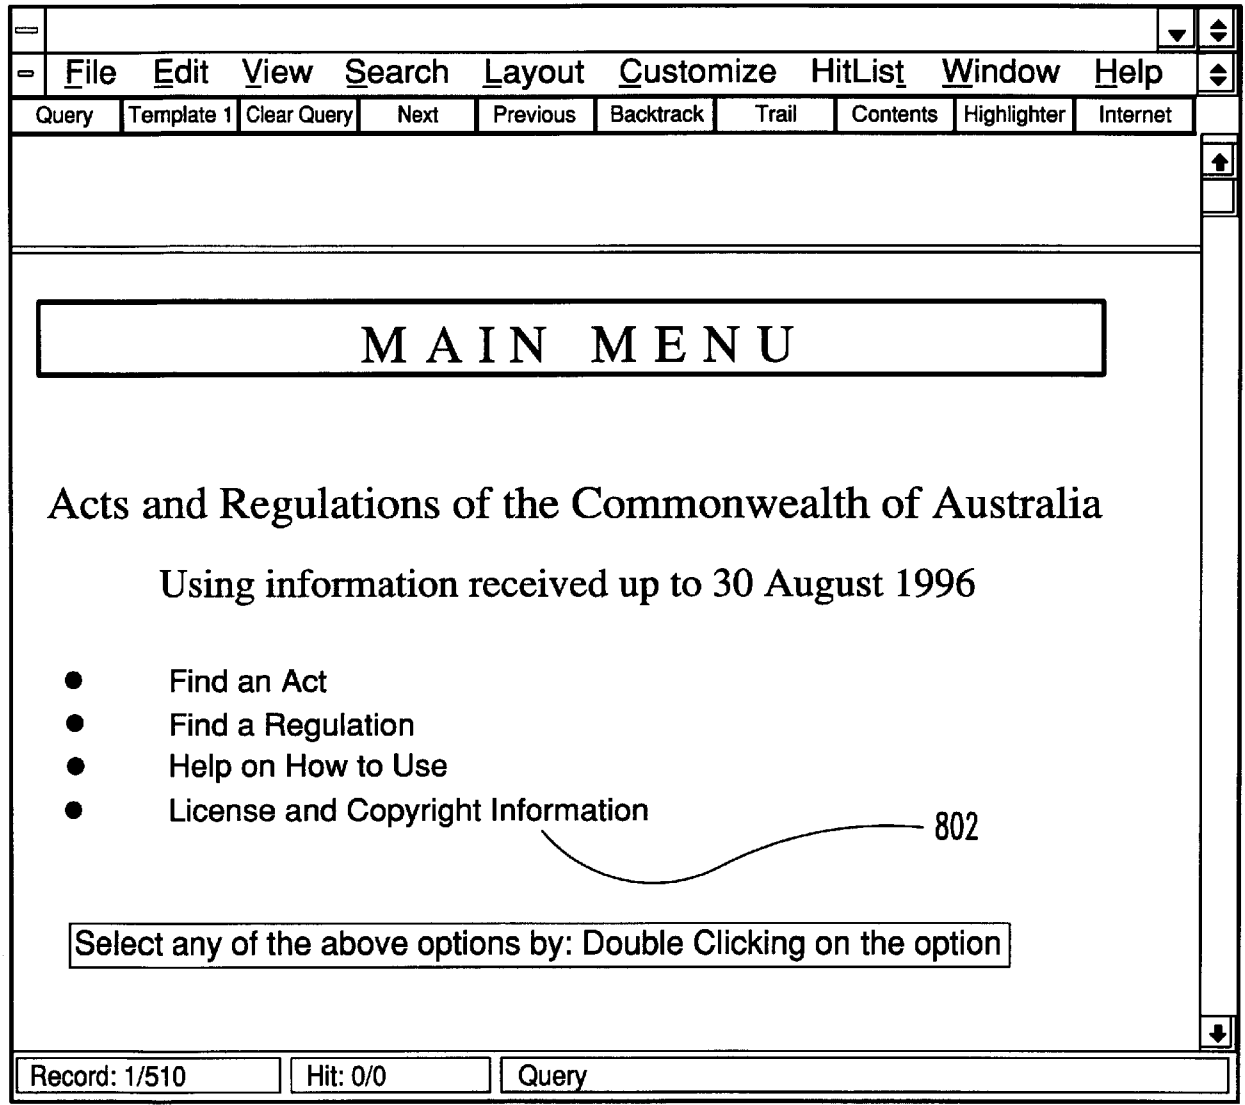 File Edit View Search Layout Customize HitList Window Help
Query Template 1 Clear Query Next Previous Backtrack Trail Contents Highlighter Internet
MAIN MENU
Acts and Regulations of the Commonwealth of Australia
Using information received up to 30 August 1996
● Find an Act
● Find a Regulation
● Help on How to Use
● License and Copyright Information
802
Select any of the above options by: Double Clicking on the option
Record: 1/510 Hit: 0/0 Query